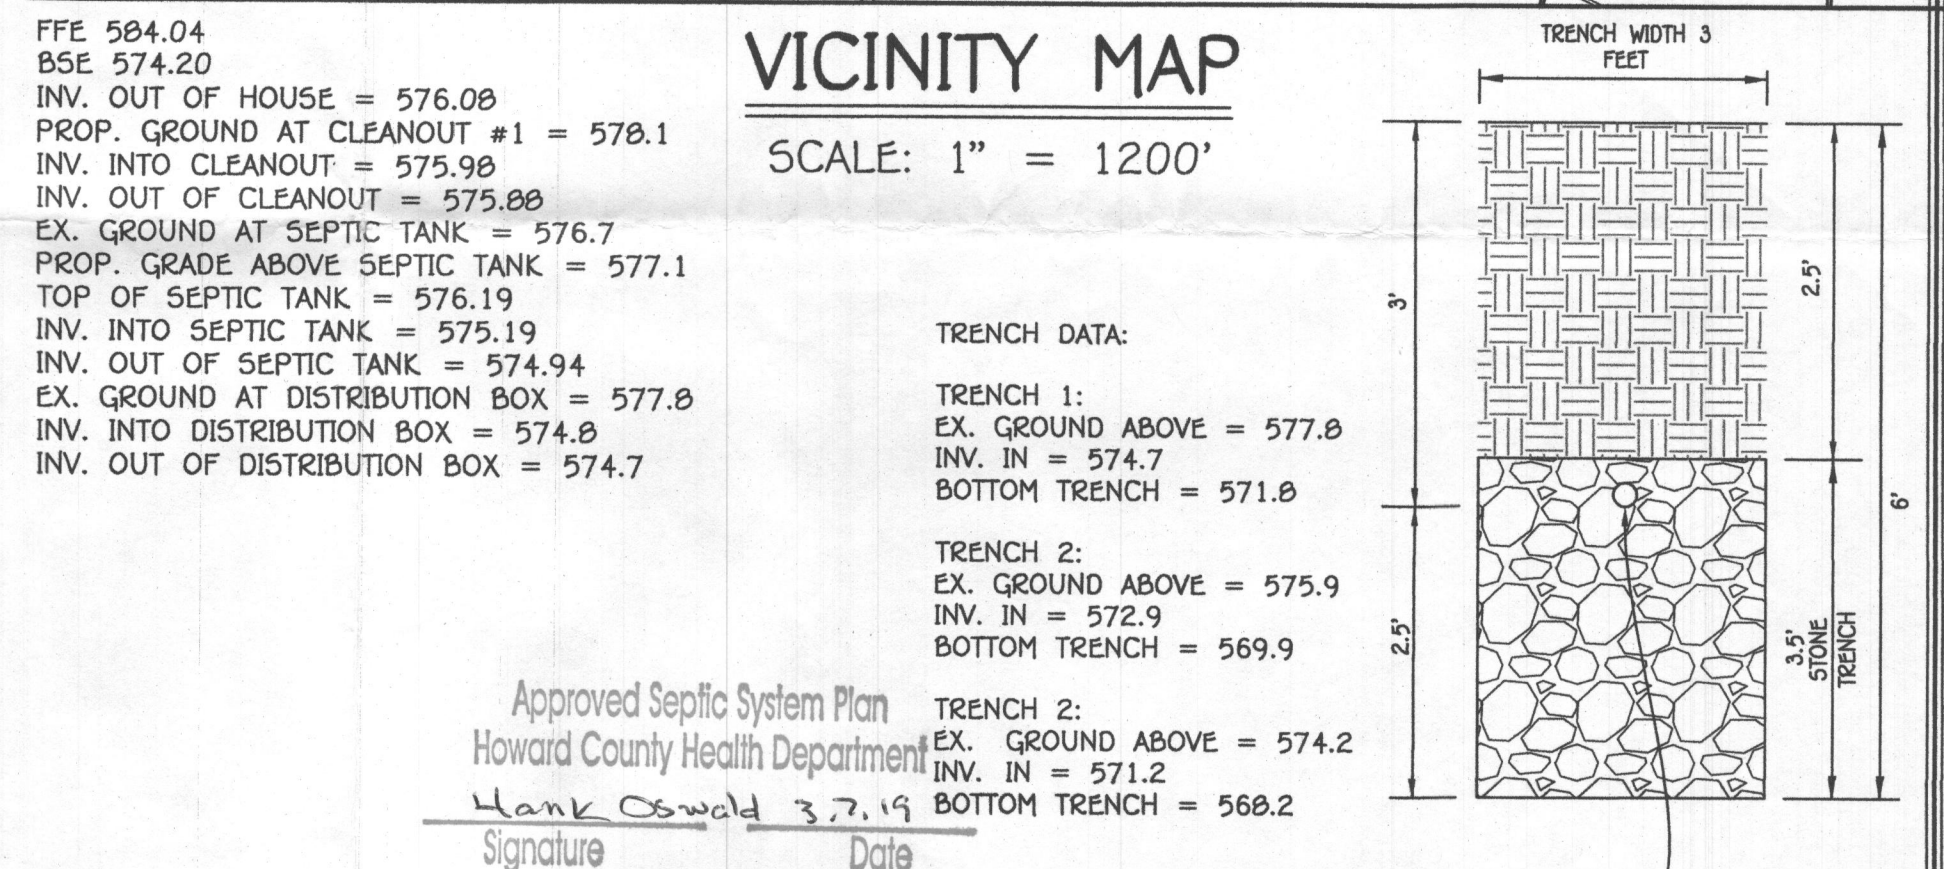 FFE 584.04
BSE 574.20
INV. OUT OF HOUSE = 576.08
PROP. GROUND AT CLEANOUT #1 = 578.1
INV. INTO CLEANOUT = 575.98
INV. OUT OF CLEANOUT = 575.88
EX. GROUND AT SEPTIC TANK = 576.7
PROP. GRADE ABOVE SEPTIC TANK = 577.1
TOP OF SEPTIC TANK = 576.19
INV. INTO SEPTIC TANK = 575.19
INV. OUT OF SEPTIC TANK = 574.94
EX. GROUND AT DISTRIBUTION BOX = 577.8
INV. INTO DISTRIBUTION BOX = 574.8
INV. OUT OF DISTRIBUTION BOX = 574.7
VICINITY MAP
SCALE: 1" = 1200'
TRENCH DATA:
TRENCH 1:
EX. GROUND ABOVE = 577.8
INV. IN = 574.7
BOTTOM TRENCH = 571.8
TRENCH 2:
EX. GROUND ABOVE = 575.9
INV. IN = 572.9
BOTTOM TRENCH = 569.9
TRENCH 2:
EX. GROUND ABOVE = 574.2
INV. IN = 571.2
BOTTOM TRENCH = 568.2
Approved Septic System Plan
Howard County Health Department
Hank Oswald 3.7.19
Signature Date
TRENCH WIDTH 3
FEET
3'
2.5'
2.5'
3.5'
STONE
TRENCH
6'